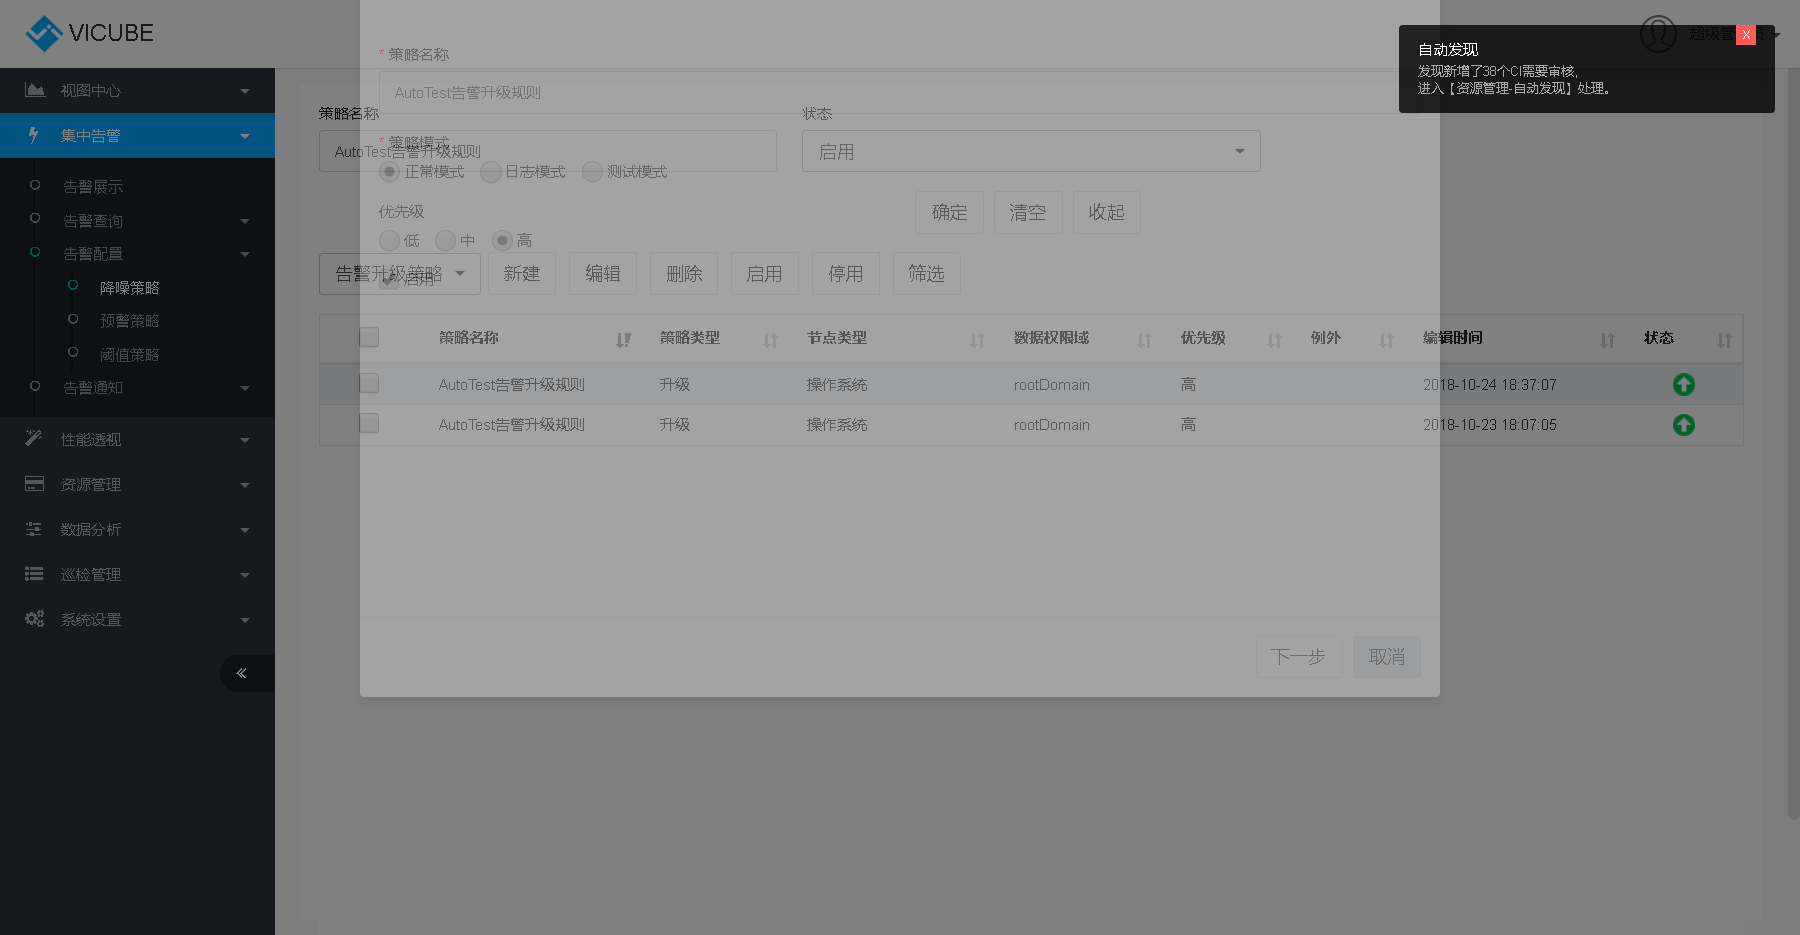 VICUBE
超级管
X
自动发现
发现新增了38个CI需要审核,
进入【资源管理-自动发现】处理。
视图中心
集中告警
告警展示
告警查询
告警配置
降噪策略
预警策略
阈值策略
告警通知
性能透视
资源管理
数据分析
巡检管理
系统设置
* 策略名称
AutoTest告警升级规则
策略名称
状态
* 策略模式
AutoTest告警升级规则
启用
正常模式 日志模式 测试模式
优先级
确定 清空 收起
低 中 高
告警升级策略 新建 编辑 删除 启用 停用 筛选
启用
策略名称 策略类型 节点类型 数据权限域 优先级 例外 编辑时间 状态
AutoTest告警升级规则 升级 操作系统 rootDomain 高 2018-10-24 18:37:07
AutoTest告警升级规则 升级 操作系统 rootDomain 高 2018-10-23 18:07:05
下一步 取消